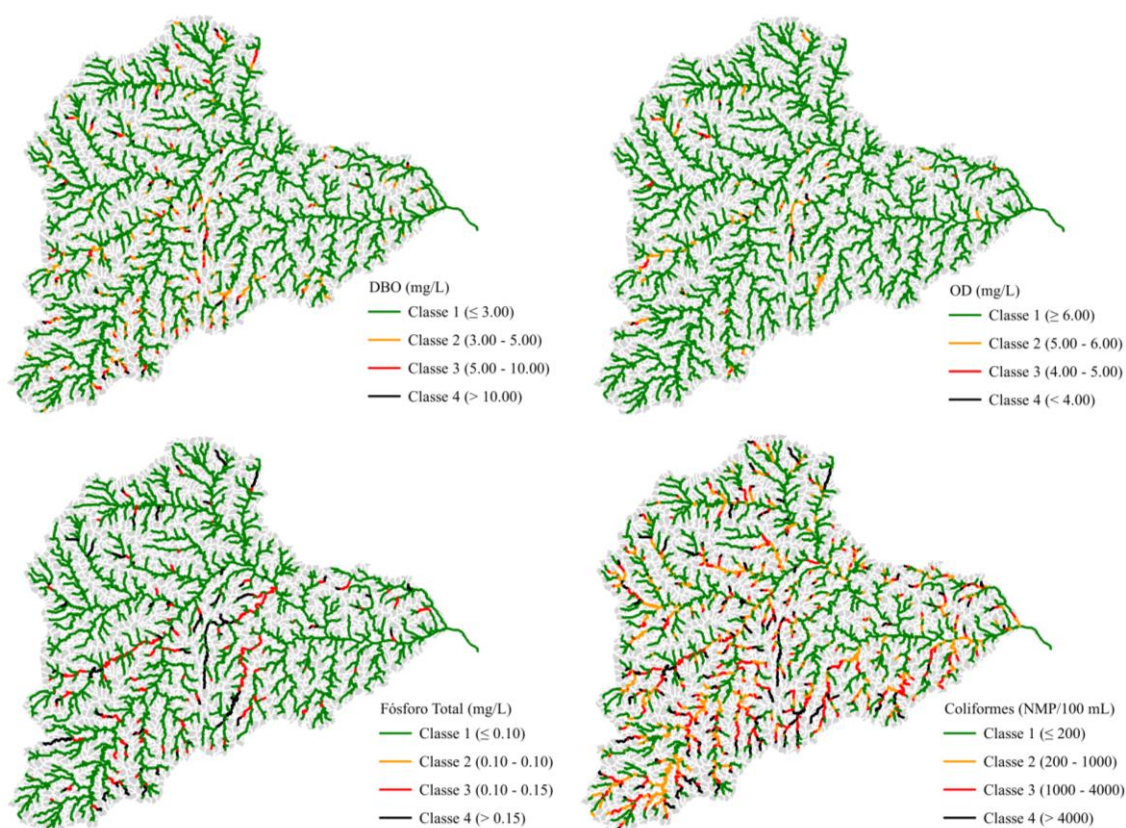 DBO (mg/L)
Classe 1 (≤ 3.00)
Classe 2 (3.00 - 5.00)
Classe 3 (5.00 - 10.00)
Classe 4 (> 10.00)
OD (mg/L)
Classe 1 (≥ 6.00)
Classe 2 (5.00 - 6.00)
Classe 3 (4.00 - 5.00)
Classe 4 (< 4.00)
Fósforo Total (mg/L)
Classe 1 (≤ 0.10)
Classe 2 (0.10 - 0.10)
Classe 3 (0.10 - 0.15)
Classe 4 (> 0.15)
Coliformes (NMP/100 mL)
Classe 1 (≤ 200)
Classe 2 (200 - 1000)
Classe 3 (1000 - 4000)
Classe 4 (> 4000)